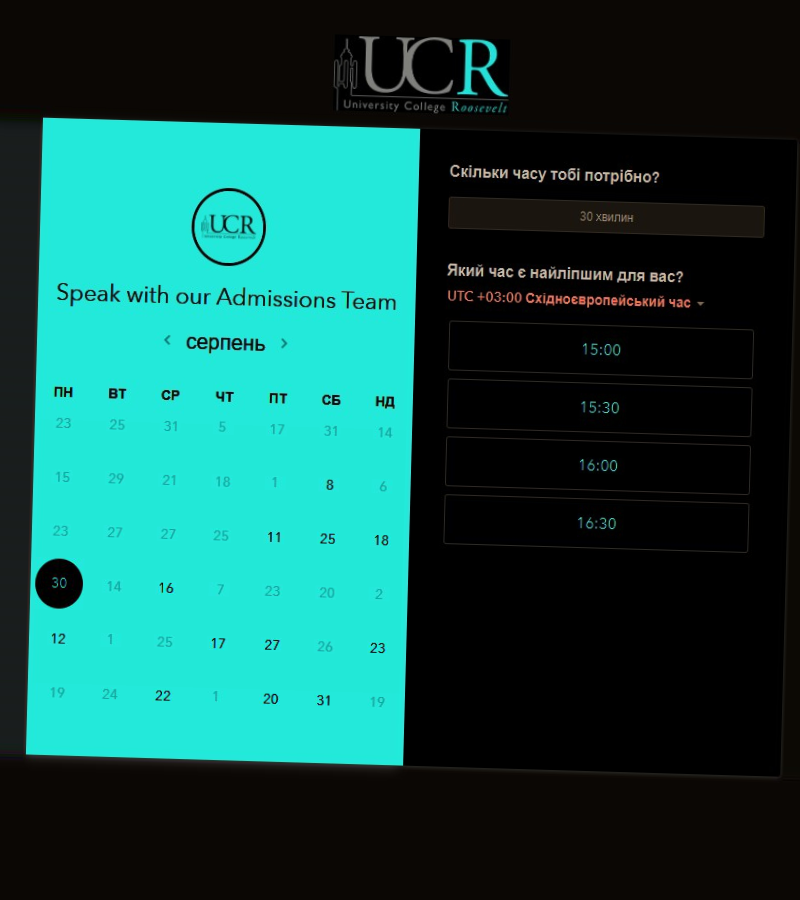 UCR
University College Roosevelt
UCR
Speak with our Admissions Team
серпень
ПН ВТ СР ЧТ ПТ СБ НД
23 25 31 5 17 31 14
15 29 21 18 1 8 6
23 27 27 25 11 25 18
30 14 16 7 23 20 2
12 1 25 17 27 26 23
19 24 22 1 20 31 19
Скільки часу тобі потрібно?
30 хвилин
Який час є найліпшим для вас?
UTC +03:00 Східноєвропейський час
15:00
15:30
16:00
16:30